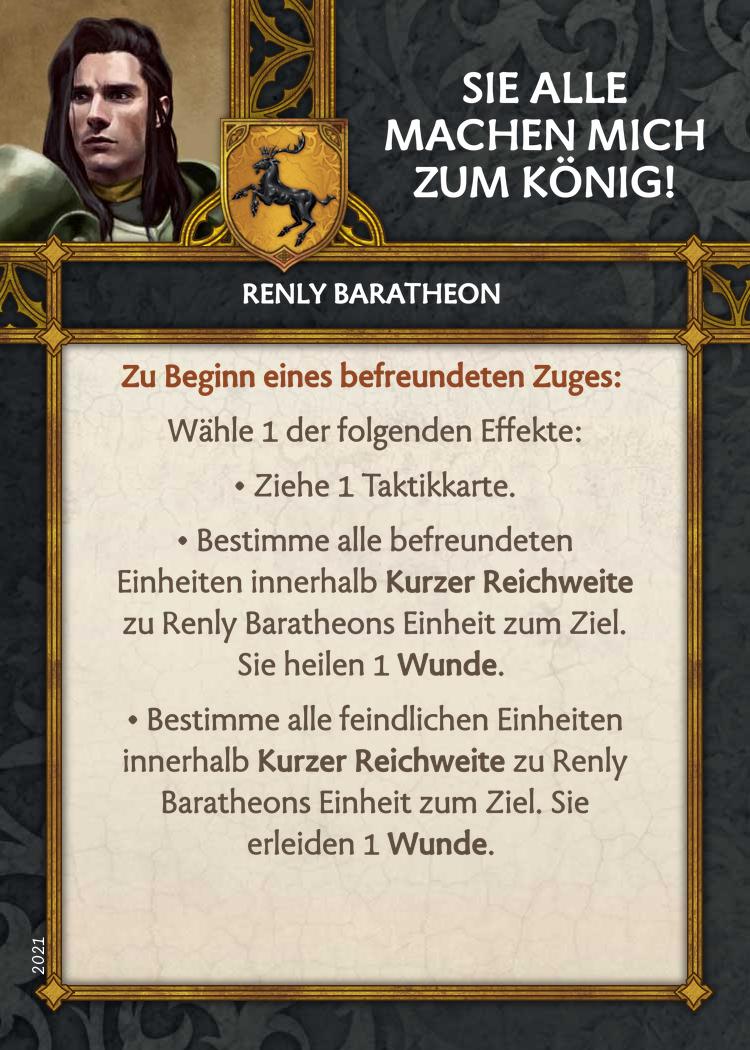 SIE ALLE
MACHEN MICH
ZUM KÖNIG!
RENLY BARATHEON
Zu Beginn eines befreundeten Zuges:
Wähle 1 der folgenden Effekte:
• Ziehe 1 Taktikkarte.
• Bestimme alle befreundeten
Einheiten innerhalb Kurzer Reichweite
zu Renly Baratheons Einheit zum Ziel.
Sie heilen 1 Wunde.
• Bestimme alle feindlichen Einheiten
innerhalb Kurzer Reichweite zu Renly
Baratheons Einheit zum Ziel. Sie
erleiden 1 Wunde.
2021